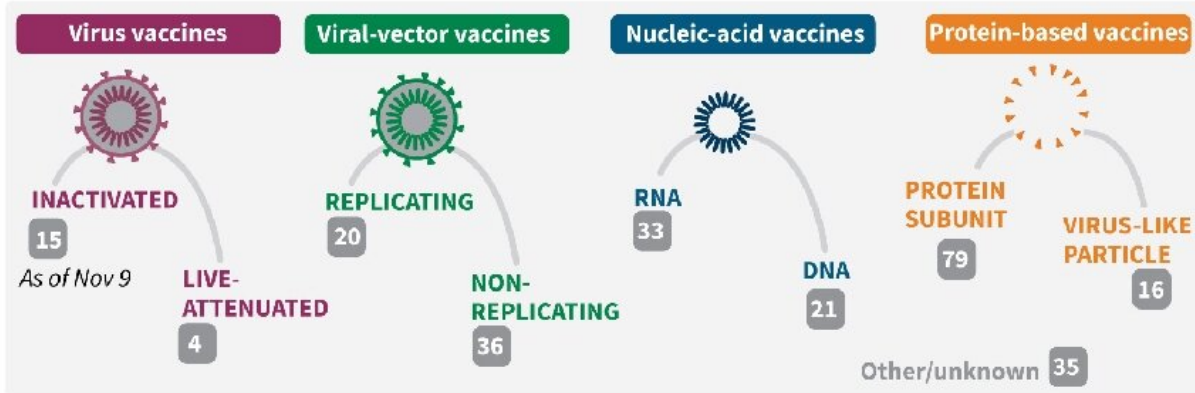 Virus vaccines
INACTIVATED
15
As of Nov 9
LIVE-
ATTENUATED
4
Viral-vector vaccines
REPLICATING
20
NON-
REPLICATING
36
Nucleic-acid vaccines
RNA
33
DNA
21
Protein-based vaccines
PROTEIN
SUBUNIT
79
VIRUS-LIKE
PARTICLE
16
Other/unknown 35